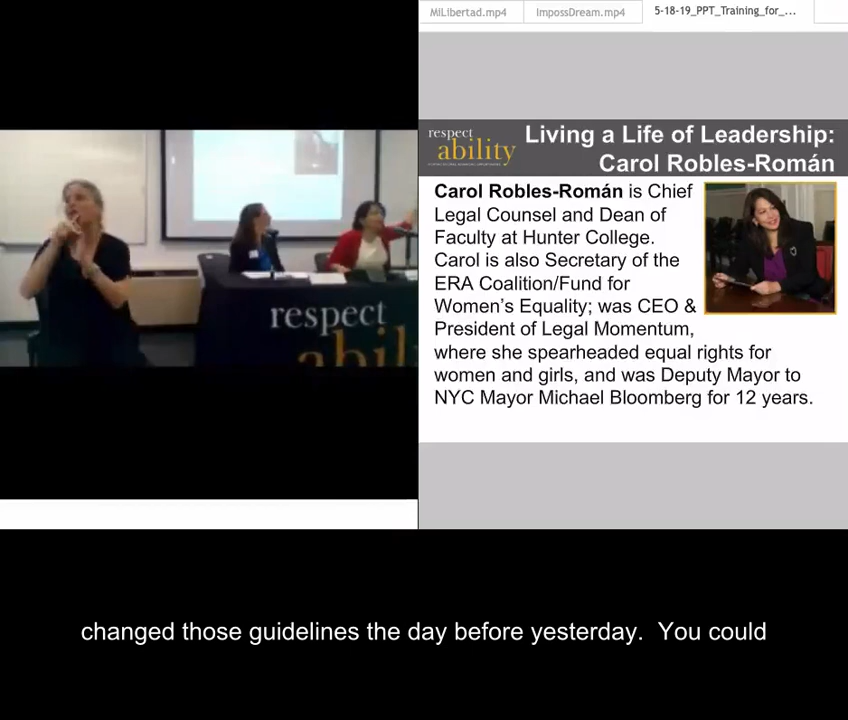 MiLibertad.mp4
ImpossDream.mp4
5-18-19_PPT_Training_for_...
respect
ability
Living a Life of Leadership:
Carol Robles-Román
Carol Robles-Román is Chief
Legal Counsel and Dean of
Faculty at Hunter College.
Carol is also Secretary of the
ERA Coalition/Fund for
Women's Equality; was CEO &
President of Legal Momentum,
where she spearheaded equal rights for
women and girls, and was Deputy Mayor to
NYC Mayor Michael Bloomberg for 12 years.
respect
abil
changed those guidelines the day before yesterday.  You could